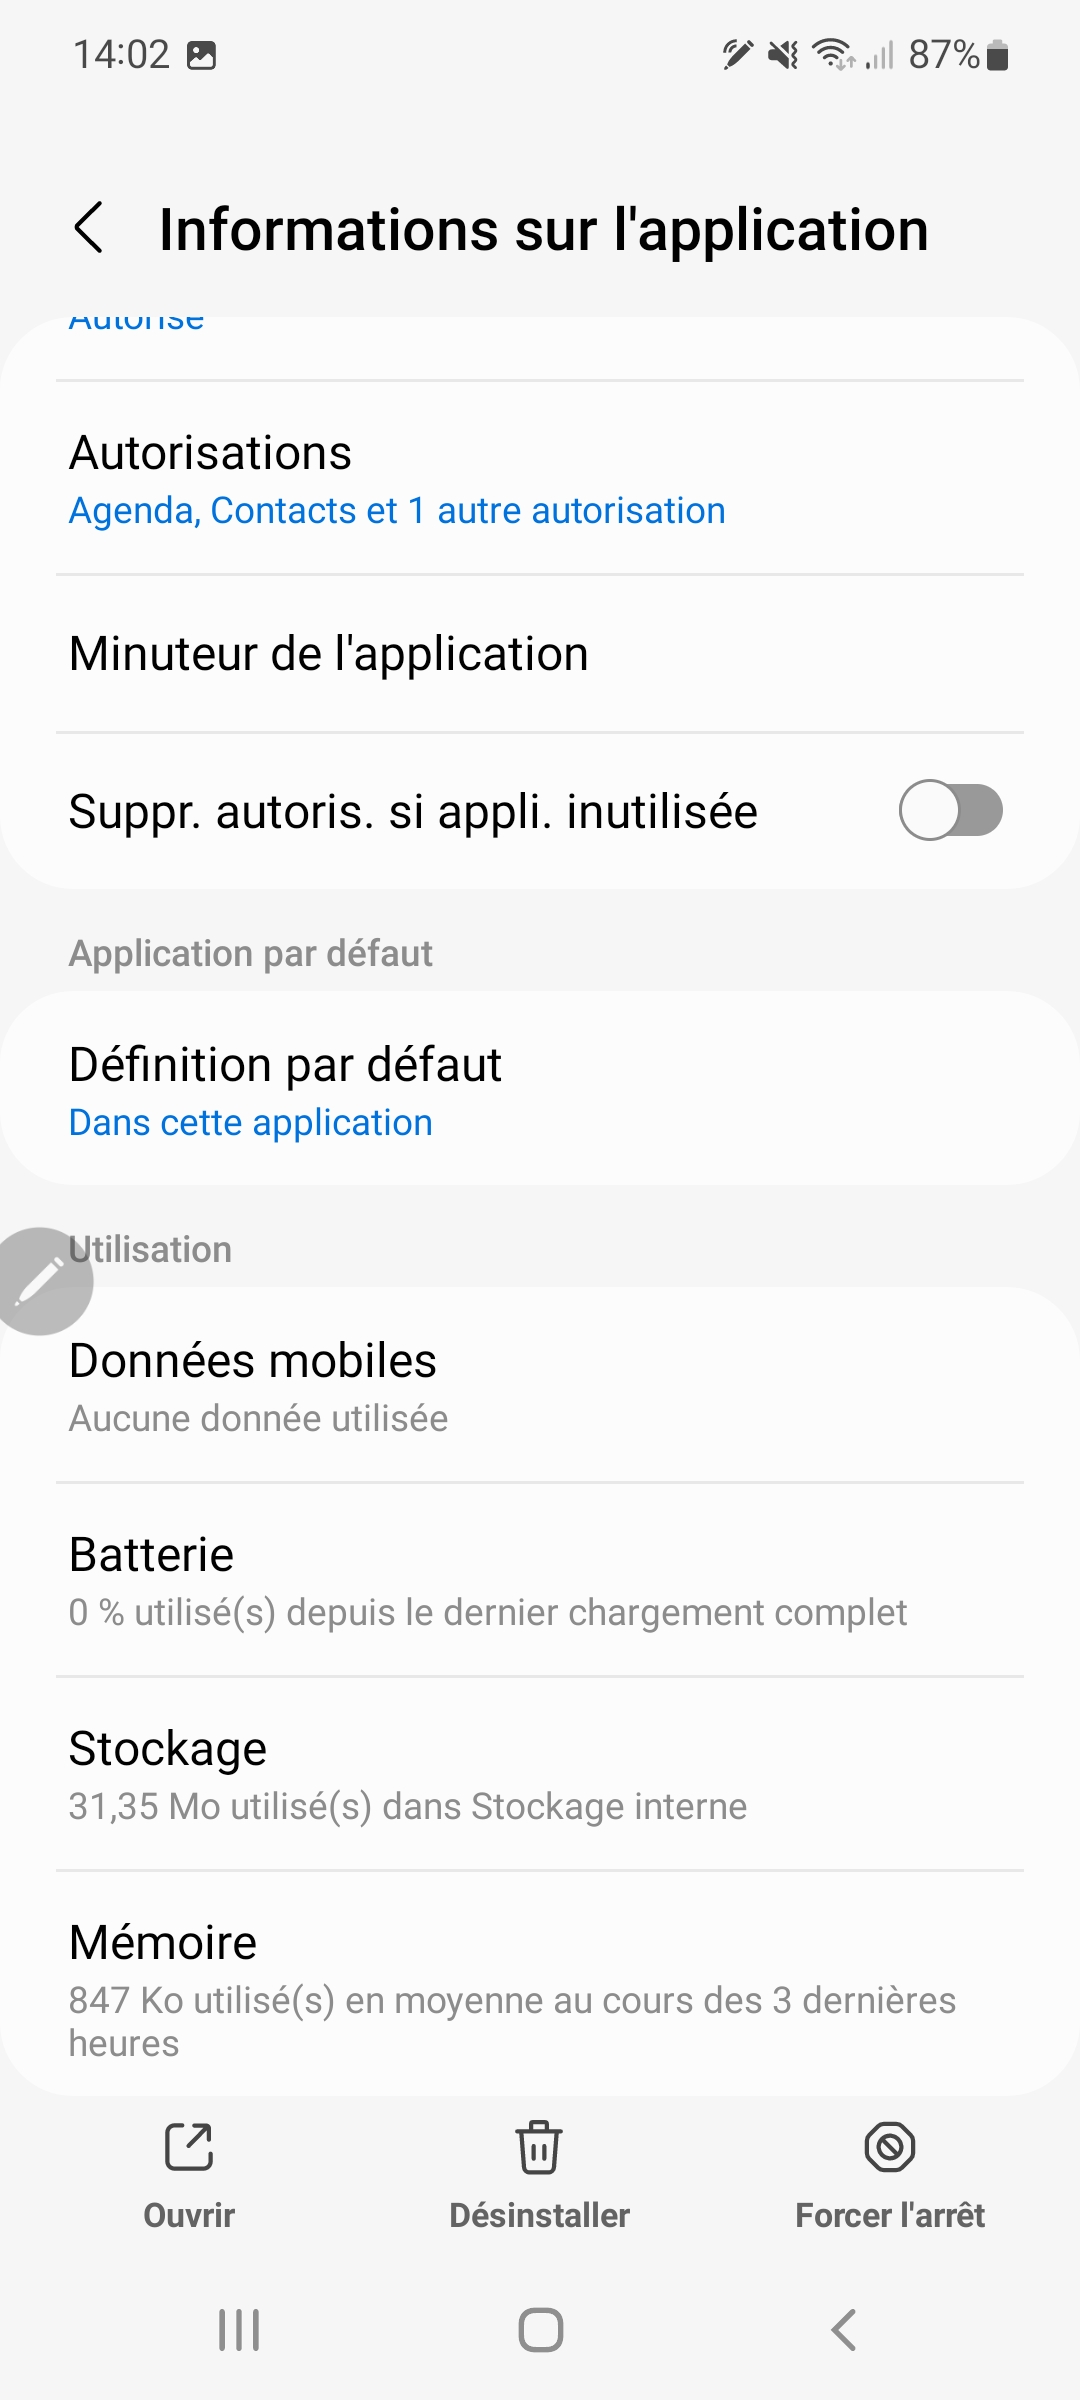 14:02
87%
Informations sur l'application
Autorisé
Autorisations
Agenda, Contacts et 1 autre autorisation
Minuteur de l'application
Suppr. autoris. si appli. inutilisée
Application par défaut
Définition par défaut
Dans cette application
Utilisation
Données mobiles
Aucune donnée utilisée
Batterie
0 % utilisé(s) depuis le dernier chargement complet
Stockage
31,35 Mo utilisé(s) dans Stockage interne
Mémoire
847 Ko utilisé(s) en moyenne au cours des 3 dernières
heures
Ouvrir
Désinstaller
Forcer l'arrêt